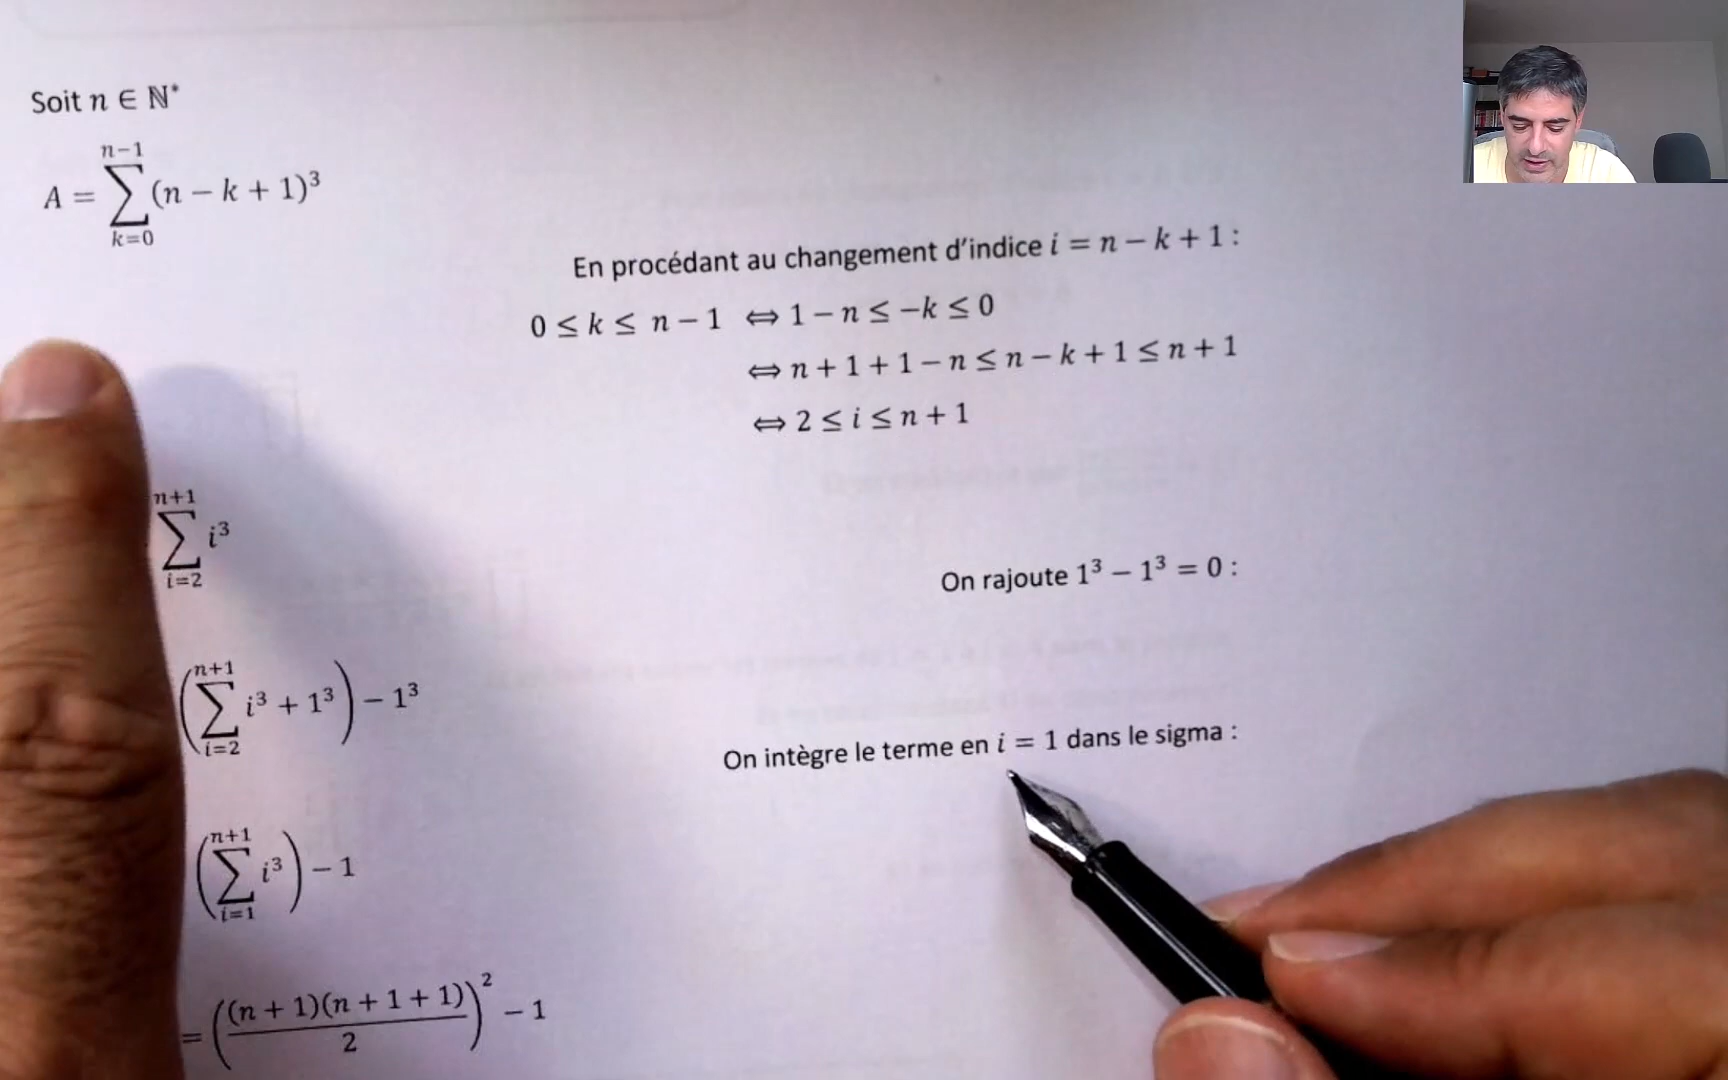 Soit n ∈ ℕ*
A = ∑_{k=0}^{n−1} (n − k + 1)³
En procédant au changement d'indice i = n − k + 1 :
0 ≤ k ≤ n − 1 ⟺ 1 − n ≤ −k ≤ 0
⟺ n + 1 + 1 − n ≤ n − k + 1 ≤ n + 1
⟺ 2 ≤ i ≤ n + 1
∑_{i=2}^{n+1} i³
On rajoute 1³ − 1³ = 0 :
(∑_{i=2}^{n+1} i³ + 1³) − 1³
On intègre le terme en i = 1 dans le sigma :
(∑_{i=1}^{n+1} i³) − 1
= ((n + 1)(n + 1 + 1)/2)² − 1